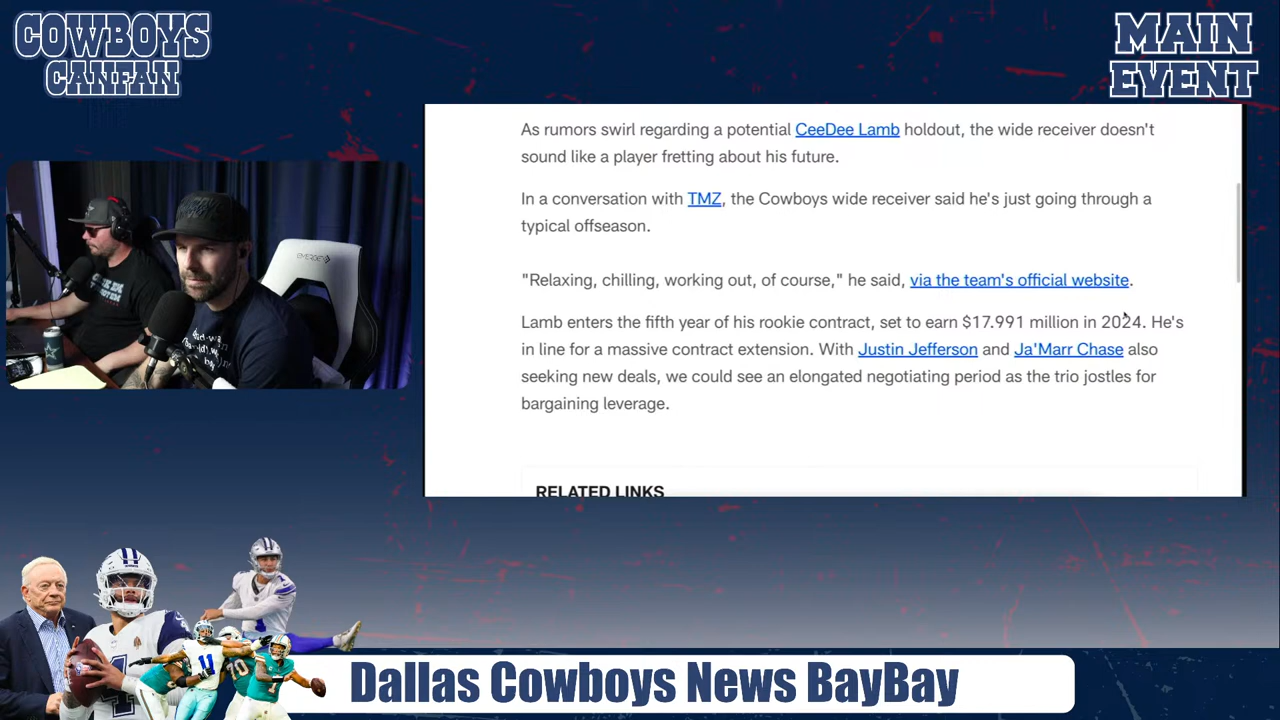 COWBOYS
CANFAN
MAIN
EVENT
As rumors swirl regarding a potential CeeDee Lamb holdout, the wide receiver doesn't
sound like a player fretting about his future.
In a conversation with TMZ, the Cowboys wide receiver said he's just going through a
typical offseason.
"Relaxing, chilling, working out, of course," he said, via the team's official website.
Lamb enters the fifth year of his rookie contract, set to earn $17.991 million in 2024. He's
in line for a massive contract extension. With Justin Jefferson and Ja'Marr Chase also
seeking new deals, we could see an elongated negotiating period as the trio jostles for
bargaining leverage.
RELATED LINKS
4
11
1
Dallas Cowboys News BayBay